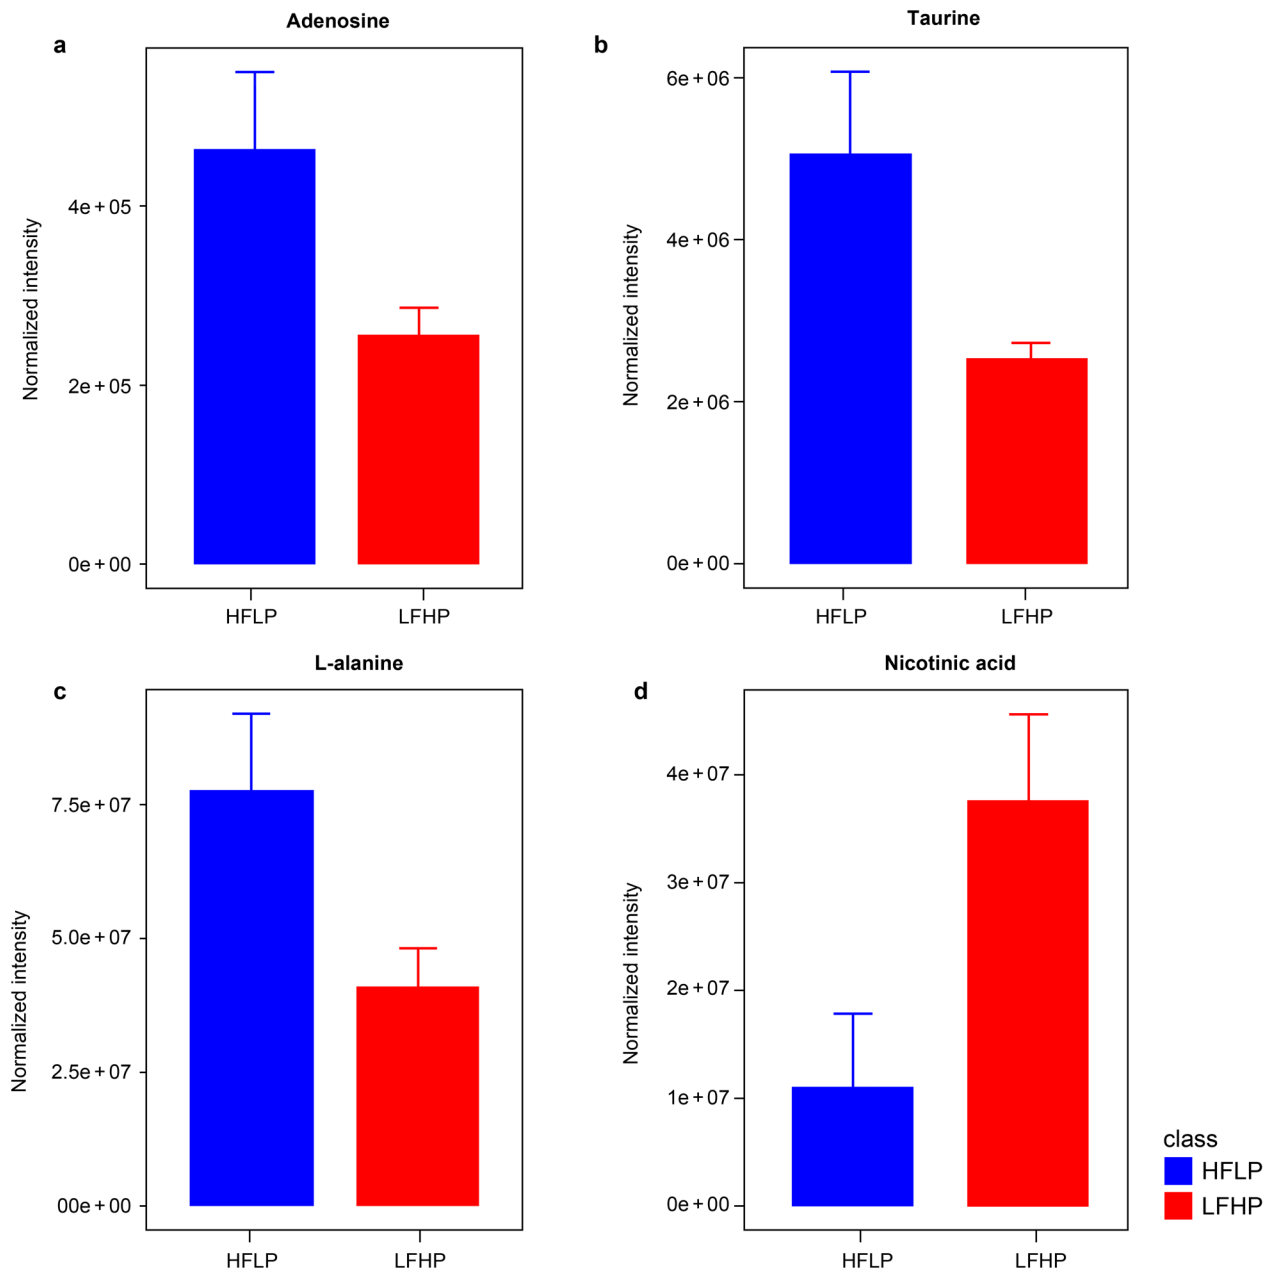 Adenosine
a
Normalized intensity
4e + 05
2e + 05
0e + 00
HFLP
LFHP
Taurine
b
Normalized intensity
6e + 06
4e + 06
2e + 06
0e + 00
HFLP
LFHP
L-alanine
c
Normalized intensity
7.5e + 07
5.0e + 07
2.5e + 07
00e + 00
HFLP
LFHP
Nicotinic acid
d
Normalized intensity
4e + 07
3e + 07
2e + 07
1e + 07
0e + 00
HFLP
LFHP
class
HFLP
LFHP